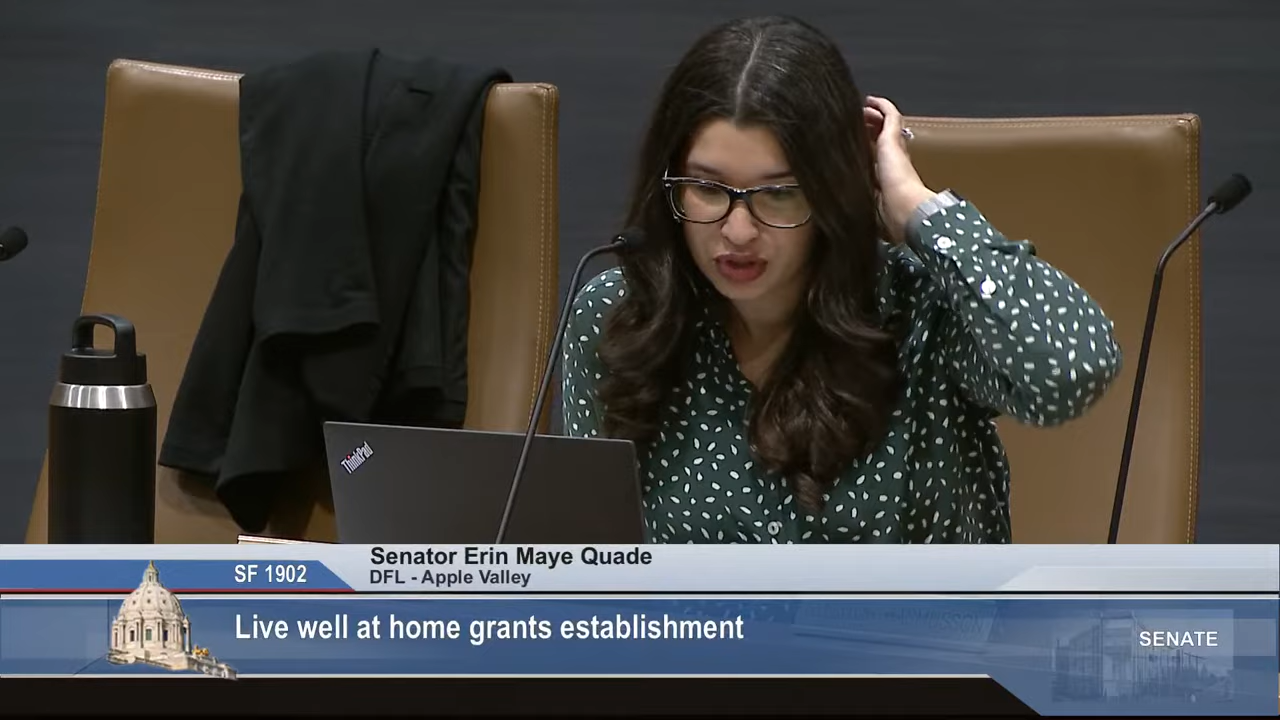 ThinkPad
Senator Erin Maye Quade
SF 1902
DFL - Apple Valley
Live well at home grants establishment
SENATE